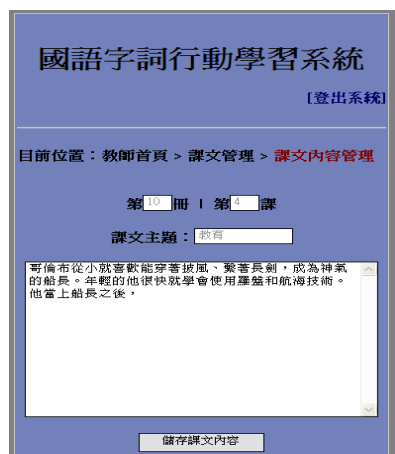 國語字詞行動學習系統
[登出系統]
目前位置：教師首頁 > 課文管理 > 課文內容管理
第 10 冊 | 第 4 課
課文主題：教育
哥倫布從小就喜歡能穿著披風、繫著長劍，成為神氣
的船長。年輕的他很快就學會使用羅盤和航海技術。
他當上船長之後，
儲存課文內容